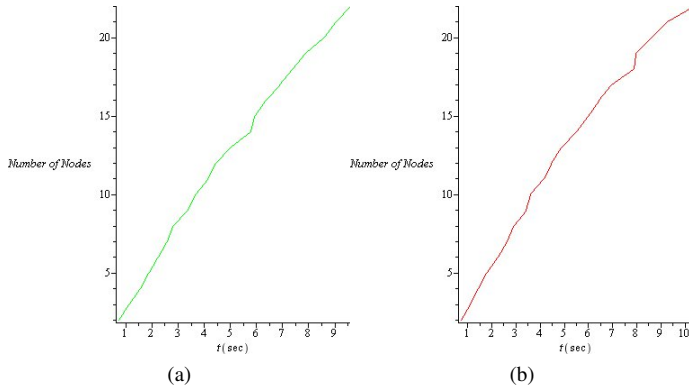 20
15
10
5
Number of Nodes
1 2 3 4 5 6 7 8 9
t(sec)
(a)
20
15
10
5
Number of Nodes
1 2 3 4 5 6 7 8 9 10
t(sec)
(b)